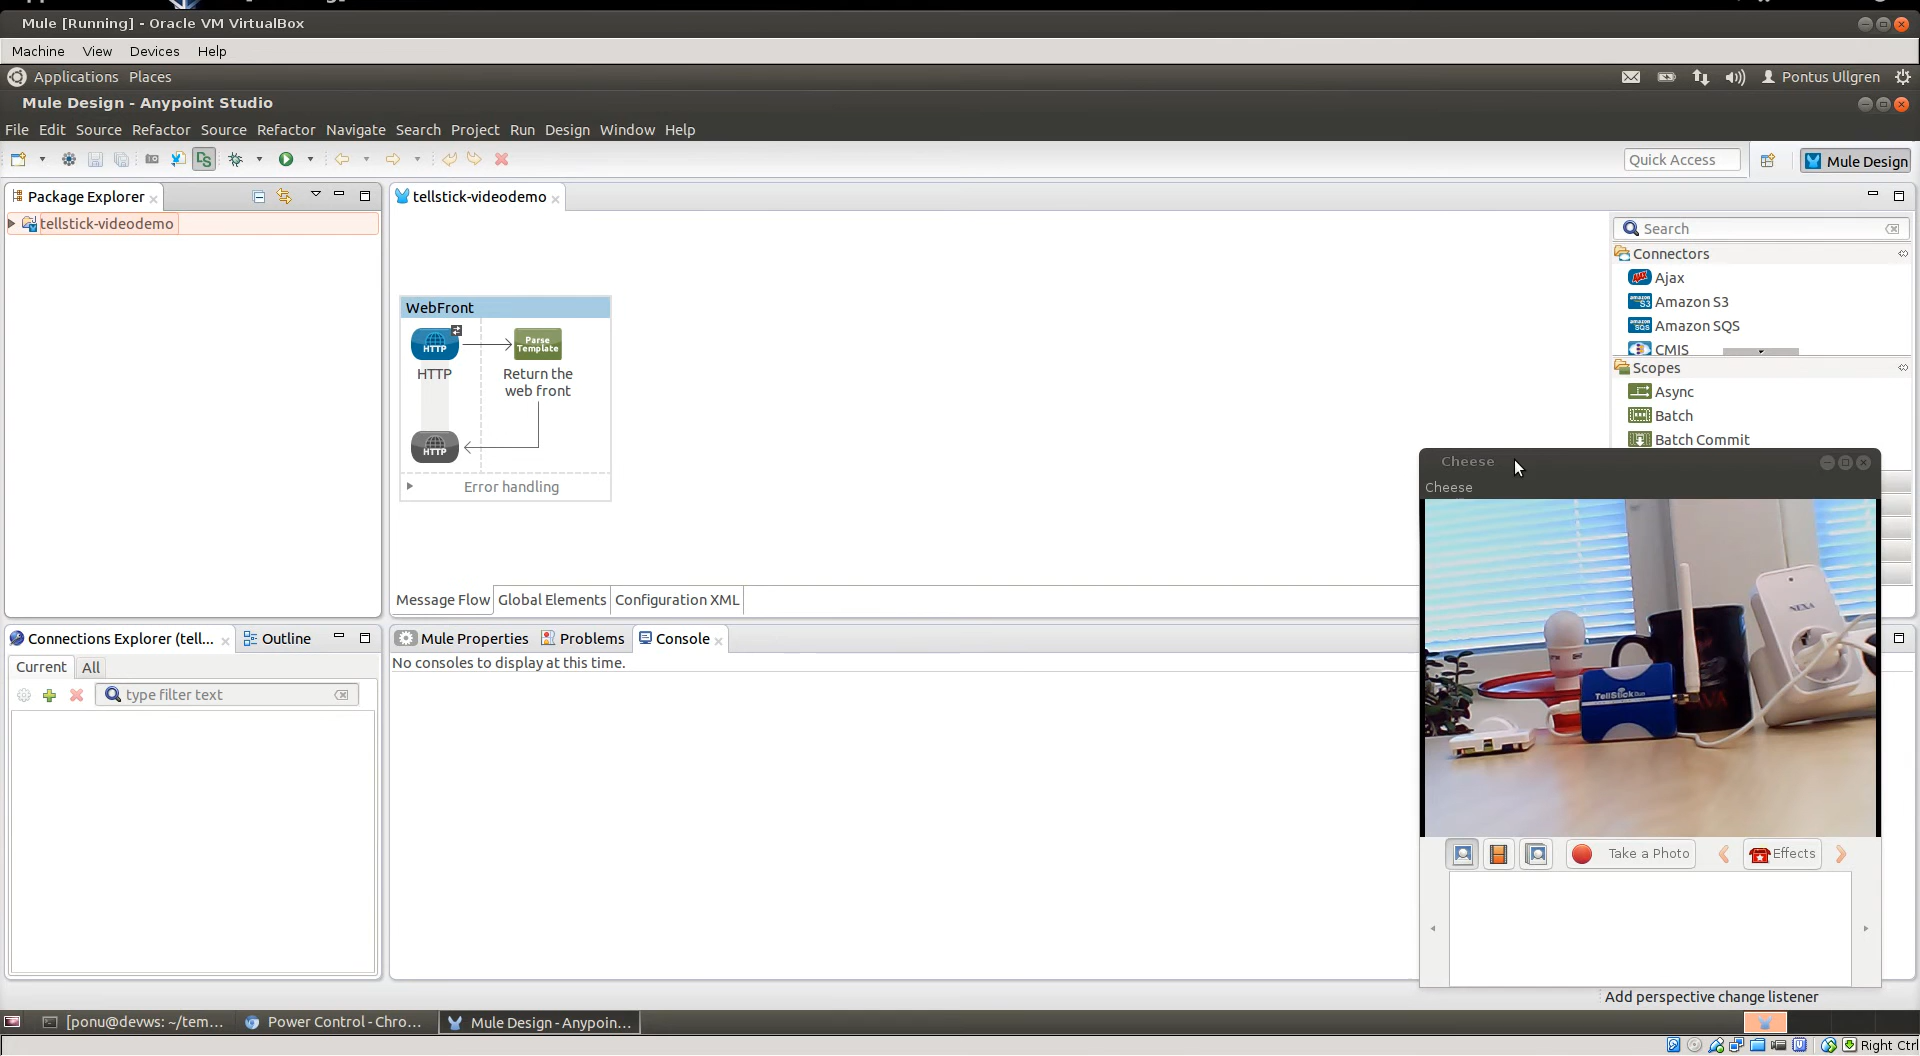 Mule [Running] - Oracle VM VirtualBox
Machine View Devices Help
Applications Places Pontus Ullgren
Mule Design - Anypoint Studio
File Edit Source Refactor Source Refactor Navigate Search Project Run Design Window Help
Quick Access Mule Design
Package Explorer
tellstick-videodemo
tellstick-videodemo
WebFront
HTTP
Parse Template
HTTP
Return the
web front
HTTP
Error handling
Search
Connectors
Ajax
amazon S3 Amazon S3
amazon SQS Amazon SQS
CMIS
Scopes
Async
Batch
Batch Commit
Message Flow Global Elements Configuration XML
Connections Explorer (tell... Outline
Current All
type filter text
Mule Properties Problems Console
No consoles to display at this time.
Cheese
Cheese
NEXA
TellStick Duo
Take a Photo Effects
Add perspective change listener
[ponu@devws: ~/tem... Power Control - Chro... Mule Design - Anypoin...
Right Ctrl